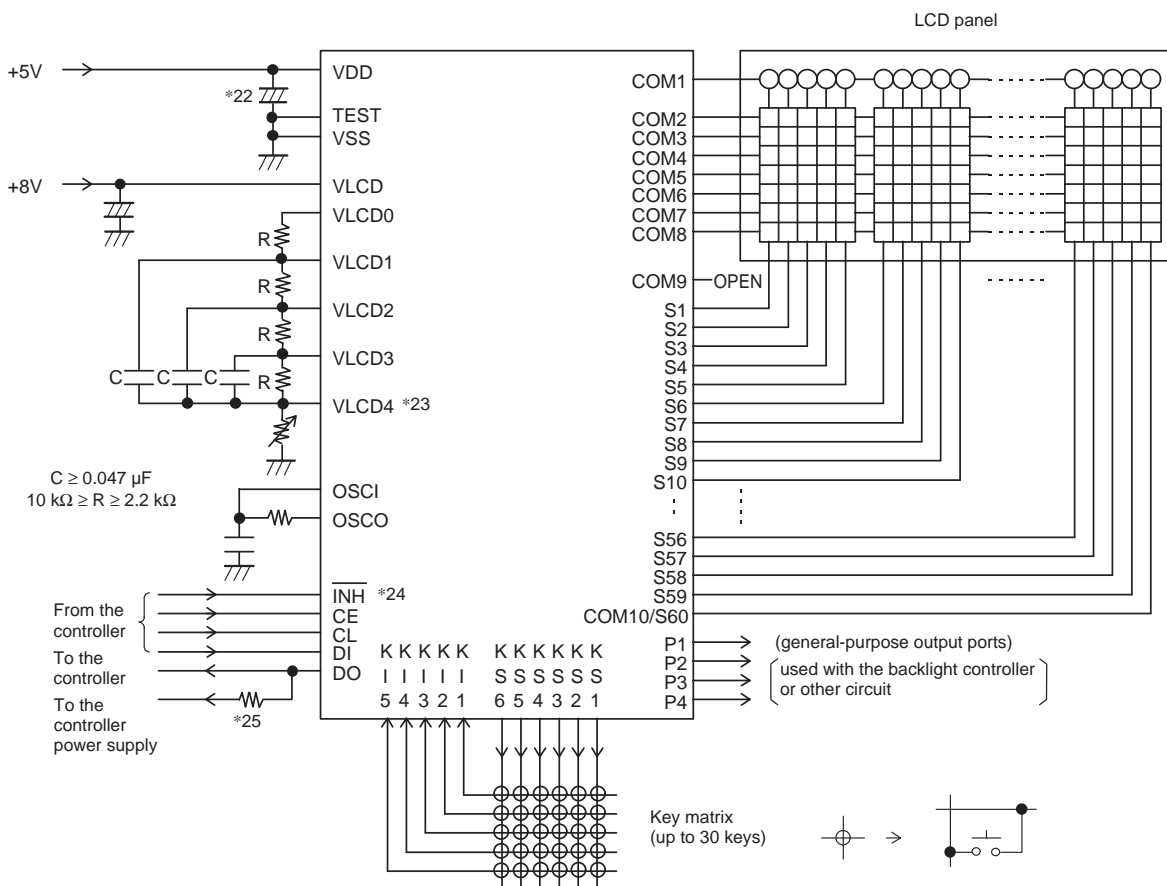 LCD panel
+5V
VDD
*22
TEST
VSS
+8V
VLCD
VLCD0
R
VLCD1
R
VLCD2
R
VLCD3
C
C
C
R
VLCD4 *23
C ≥ 0.047 µF
10 kΩ ≥ R ≥ 2.2 kΩ
OSCI
OSCO
From the
controller
INH *24
CE
CL
DI
To the
controller
DO
To the
controller
power supply
*25
COM1
COM2
COM3
COM4
COM5
COM6
COM7
COM8
COM9 OPEN
S1
S2
S3
S4
S5
S6
S7
S8
S9
S10
S56
S57
S58
S59
COM10/S60
P1
P2
P3
P4
(general-purpose output ports)
used with the backlight controller
or other circuit
K K K K K K K K K K K
I I I I I S S S S S S
5 4 3 2 1 6 5 4 3 2 1
Key matrix
(up to 30 keys)